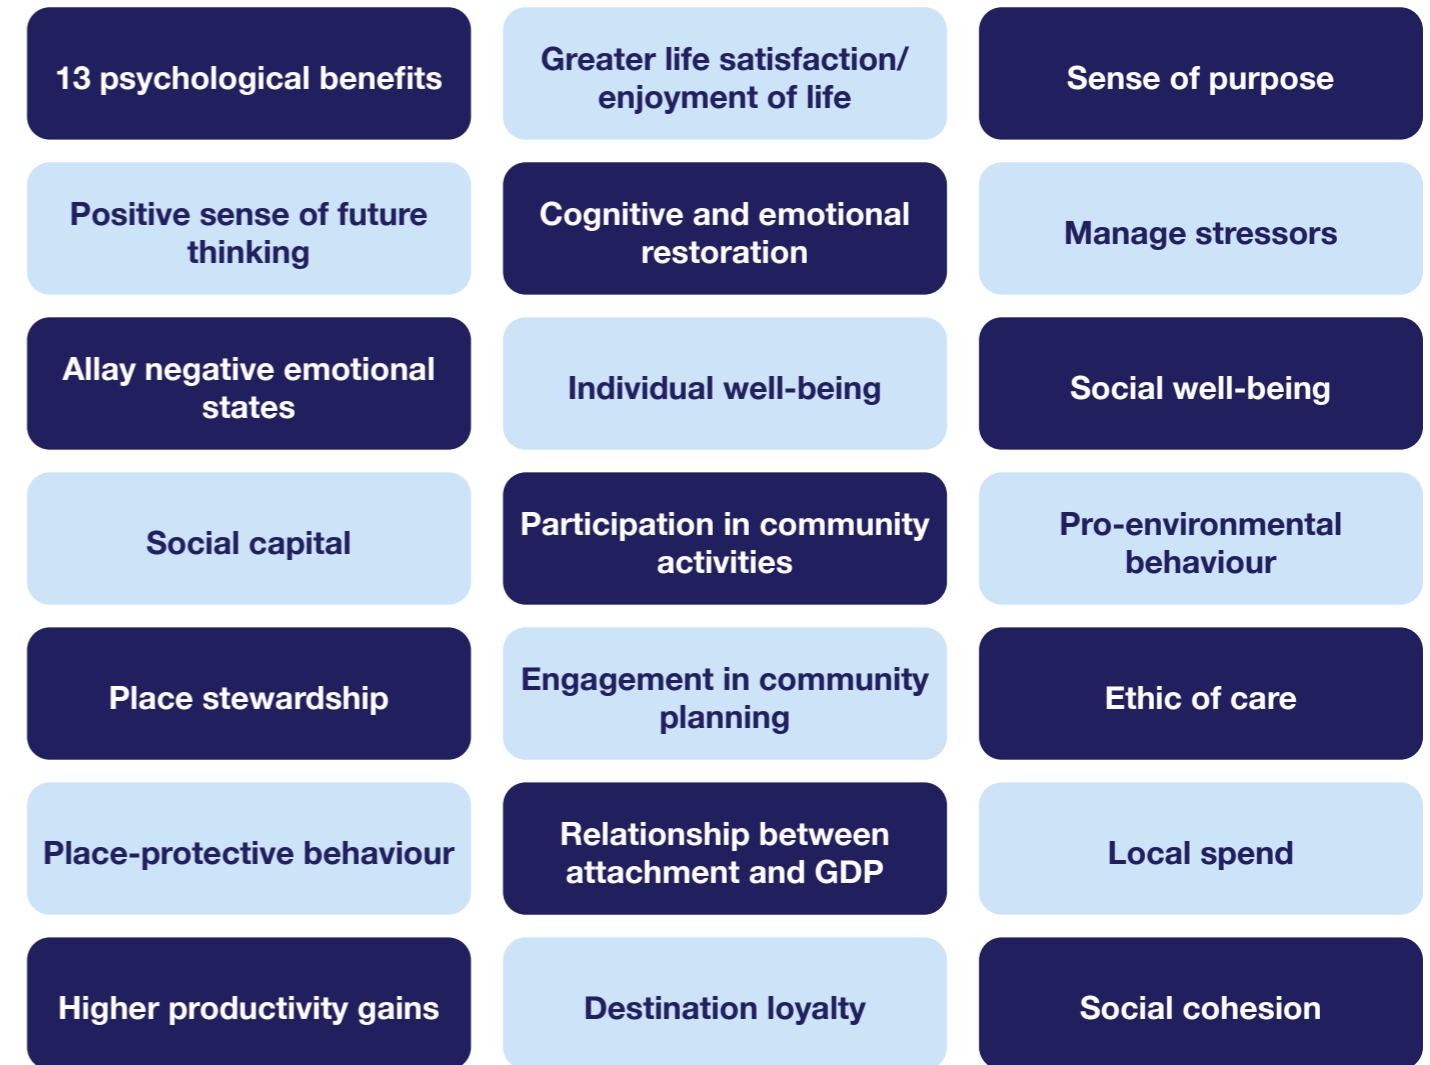 13 psychological benefits
Greater life satisfaction/
enjoyment of life
Sense of purpose
Positive sense of future
thinking
Cognitive and emotional
restoration
Manage stressors
Allay negative emotional
states
Individual well-being
Social well-being
Social capital
Participation in community
activities
Pro-environmental
behaviour
Place stewardship
Engagement in community
planning
Ethic of care
Place-protective behaviour
Relationship between
attachment and GDP
Local spend
Higher productivity gains
Destination loyalty
Social cohesion